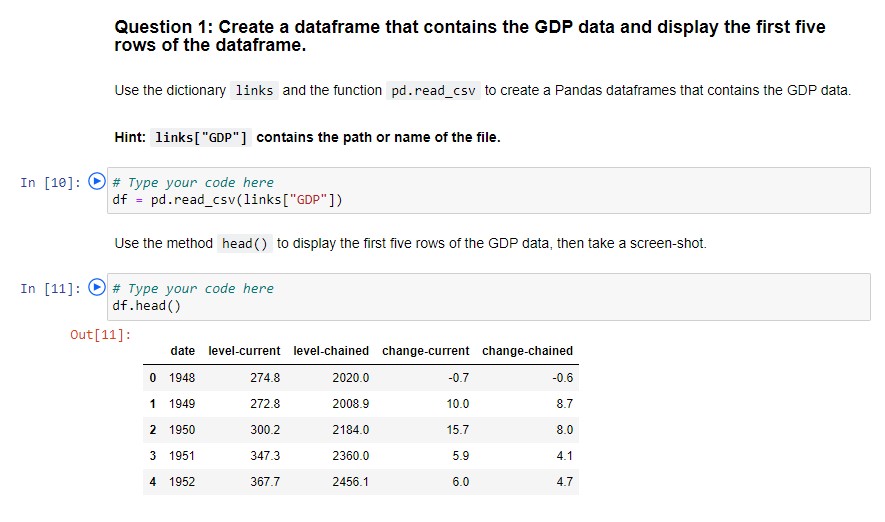 Question 1: Create a dataframe that contains the GDP data and display the first five
rows of the dataframe.
Use the dictionary links and the function pd.read_csv to create a Pandas dataframes that contains the GDP data.
Hint: links["GDP"] contains the path or name of the file.
In [10]: # Type your code here
df = pd.read_csv(links["GDP"])
Use the method head() to display the first five rows of the GDP data, then take a screen-shot.
In [11]: # Type your code here
df.head()
Out[11]:
date level-current level-chained change-current change-chained
0 1948 274.8 2020.0 -0.7 -0.6
1 1949 272.8 2008.9 10.0 8.7
2 1950 300.2 2184.0 15.7 8.0
3 1951 347.3 2360.0 5.9 4.1
4 1952 367.7 2456.1 6.0 4.7